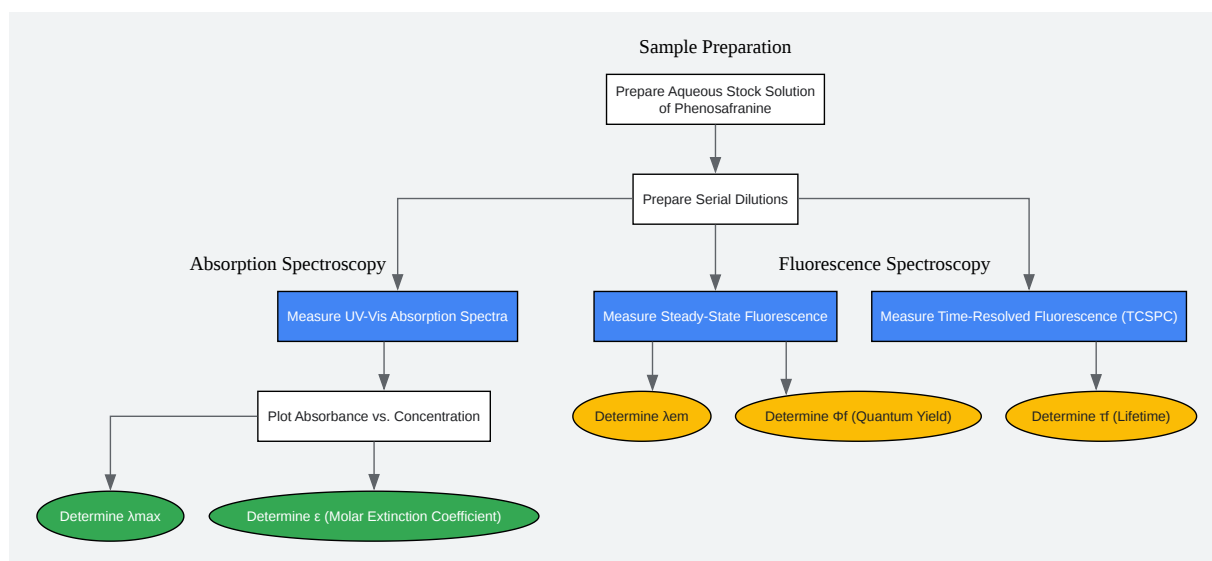 Sample Preparation
Prepare Aqueous Stock Solution
of Phenosafranine
Prepare Serial Dilutions
Absorption Spectroscopy
Fluorescence Spectroscopy
Measure UV-Vis Absorption Spectra
Measure Steady-State Fluorescence
Measure Time-Resolved Fluorescence (TCSPC)
Plot Absorbance vs. Concentration
Determine λem
Determine Φf (Quantum Yield)
Determine τf (Lifetime)
Determine λmax
Determine ε (Molar Extinction Coefficient)